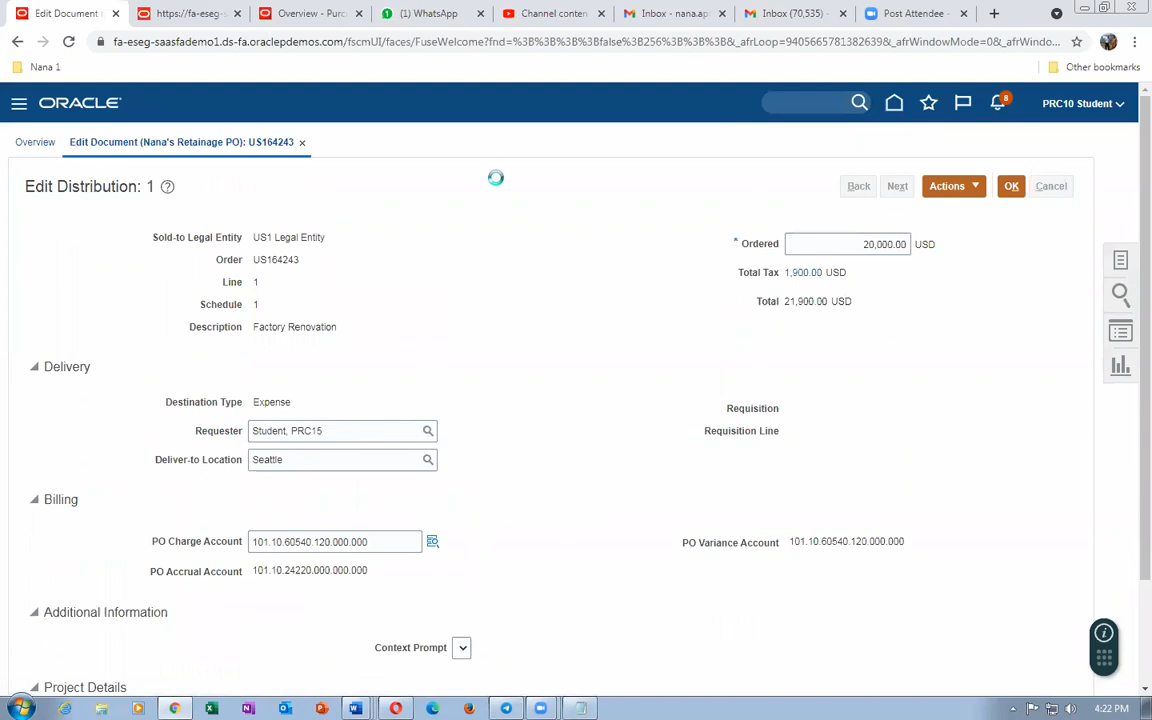 Edit Document (
https://fa-eseg-sa
Overview - Purc
(1) WhatsApp
Channel conten
Inbox - nana.ap
Inbox (70,535) -
Post Attendee -
fa-eseg-saasfademo1.ds-fa.oraclepdemos.com/fscmUI/faces/FuseWelcome?fnd=%3B%3B%3B%3Bfalse%3B256%3B%3B%3B&_afrLoop=9405665781382639&_afrWindowMode=0&_afrWindo...
Nana 1
Other bookmarks
ORACLE
8
PRC10 Student
Overview
Edit Document (Nana's Retainage PO): US164243
Edit Distribution: 1
Back
Next
Actions
OK
Cancel
Sold-to Legal Entity US1 Legal Entity
* Ordered 20,000.00 USD
Order US164243
Total Tax 1,900.00 USD
Line 1
Schedule 1
Total 21,900.00 USD
Description Factory Renovation
Delivery
Destination Type Expense
Requisition
Requester Student, PRC15
Requisition Line
Deliver-to Location Seattle
Billing
PO Charge Account 101.10.60540.120.000.000
PO Variance Account 101.10.60540.120.000.000
PO Accrual Account 101.10.24220.000.000.000
Additional Information
Context Prompt
Project Details
4:22 PM